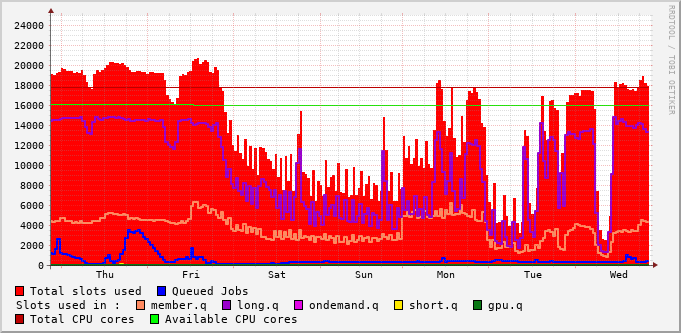 RRDTOOL / TOBI OETIKER
24000
22000
20000
18000
16000
14000
12000
10000
8000
6000
4000
2000
0
Thu Fri Sat Sun Mon Tue Wed
Total slots used Queued Jobs
Slots used in : member.q long.q ondemand.q short.q gpu.q
Total CPU cores Available CPU cores